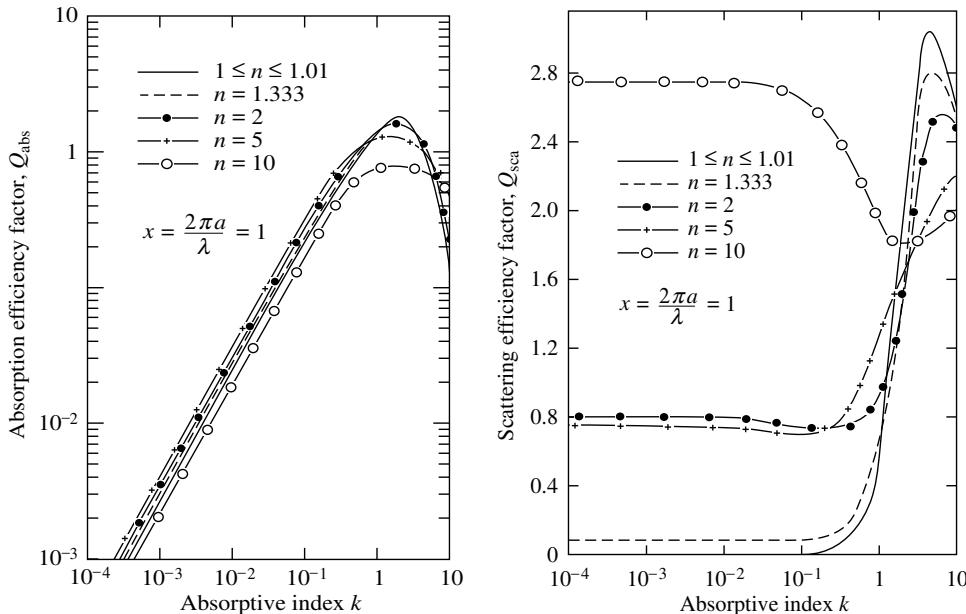 10
1
10⁻¹
10⁻²
10⁻³
Absorption efficiency factor, Q_abs
1 ≤ n ≤ 1.01
n = 1.333
n = 2
n = 5
n = 10
x = 2πa/λ = 1
10⁻⁴ 10⁻³ 10⁻² 10⁻¹ 1 10
Absorptive index k
2.8
2.4
2.0
1.6
1.2
0.8
0.4
0
Scattering efficiency factor, Q_sca
1 ≤ n ≤ 1.01
n = 1.333
n = 2
n = 5
n = 10
x = 2πa/λ = 1
10⁻⁴ 10⁻³ 10⁻² 10⁻¹ 1 10
Absorptive index k